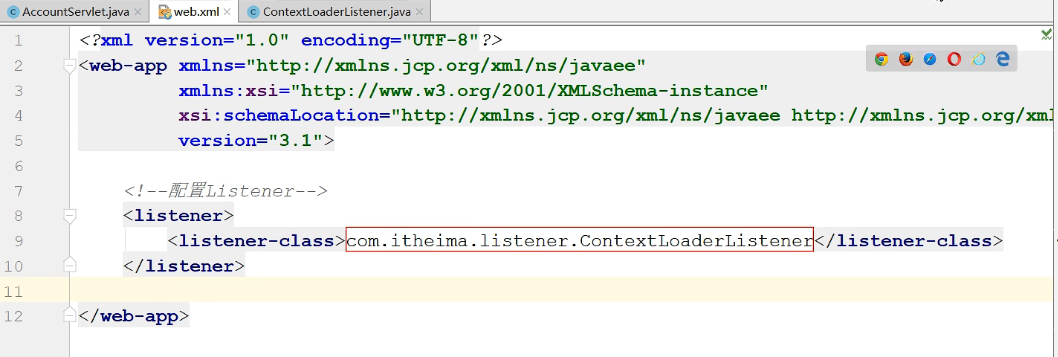 AccountServlet.java × web.xml × ContextLoaderListener.java ×
1 <?xml version="1.0" encoding="UTF-8"?>
2 <web-app xmlns="http://xmlns.jcp.org/xml/ns/javaee"
3 xmlns:xsi="http://www.w3.org/2001/XMLSchema-instance"
4 xsi:schemaLocation="http://xmlns.jcp.org/xml/ns/javaee http://xmlns.jcp.org/xml
5 version="3.1">
6
7 <!--配置Listener-->
8 <listener>
9 <listener-class>com.itheima.listener.ContextLoaderListener</listener-class>
10 </listener>
11
12 </web-app>